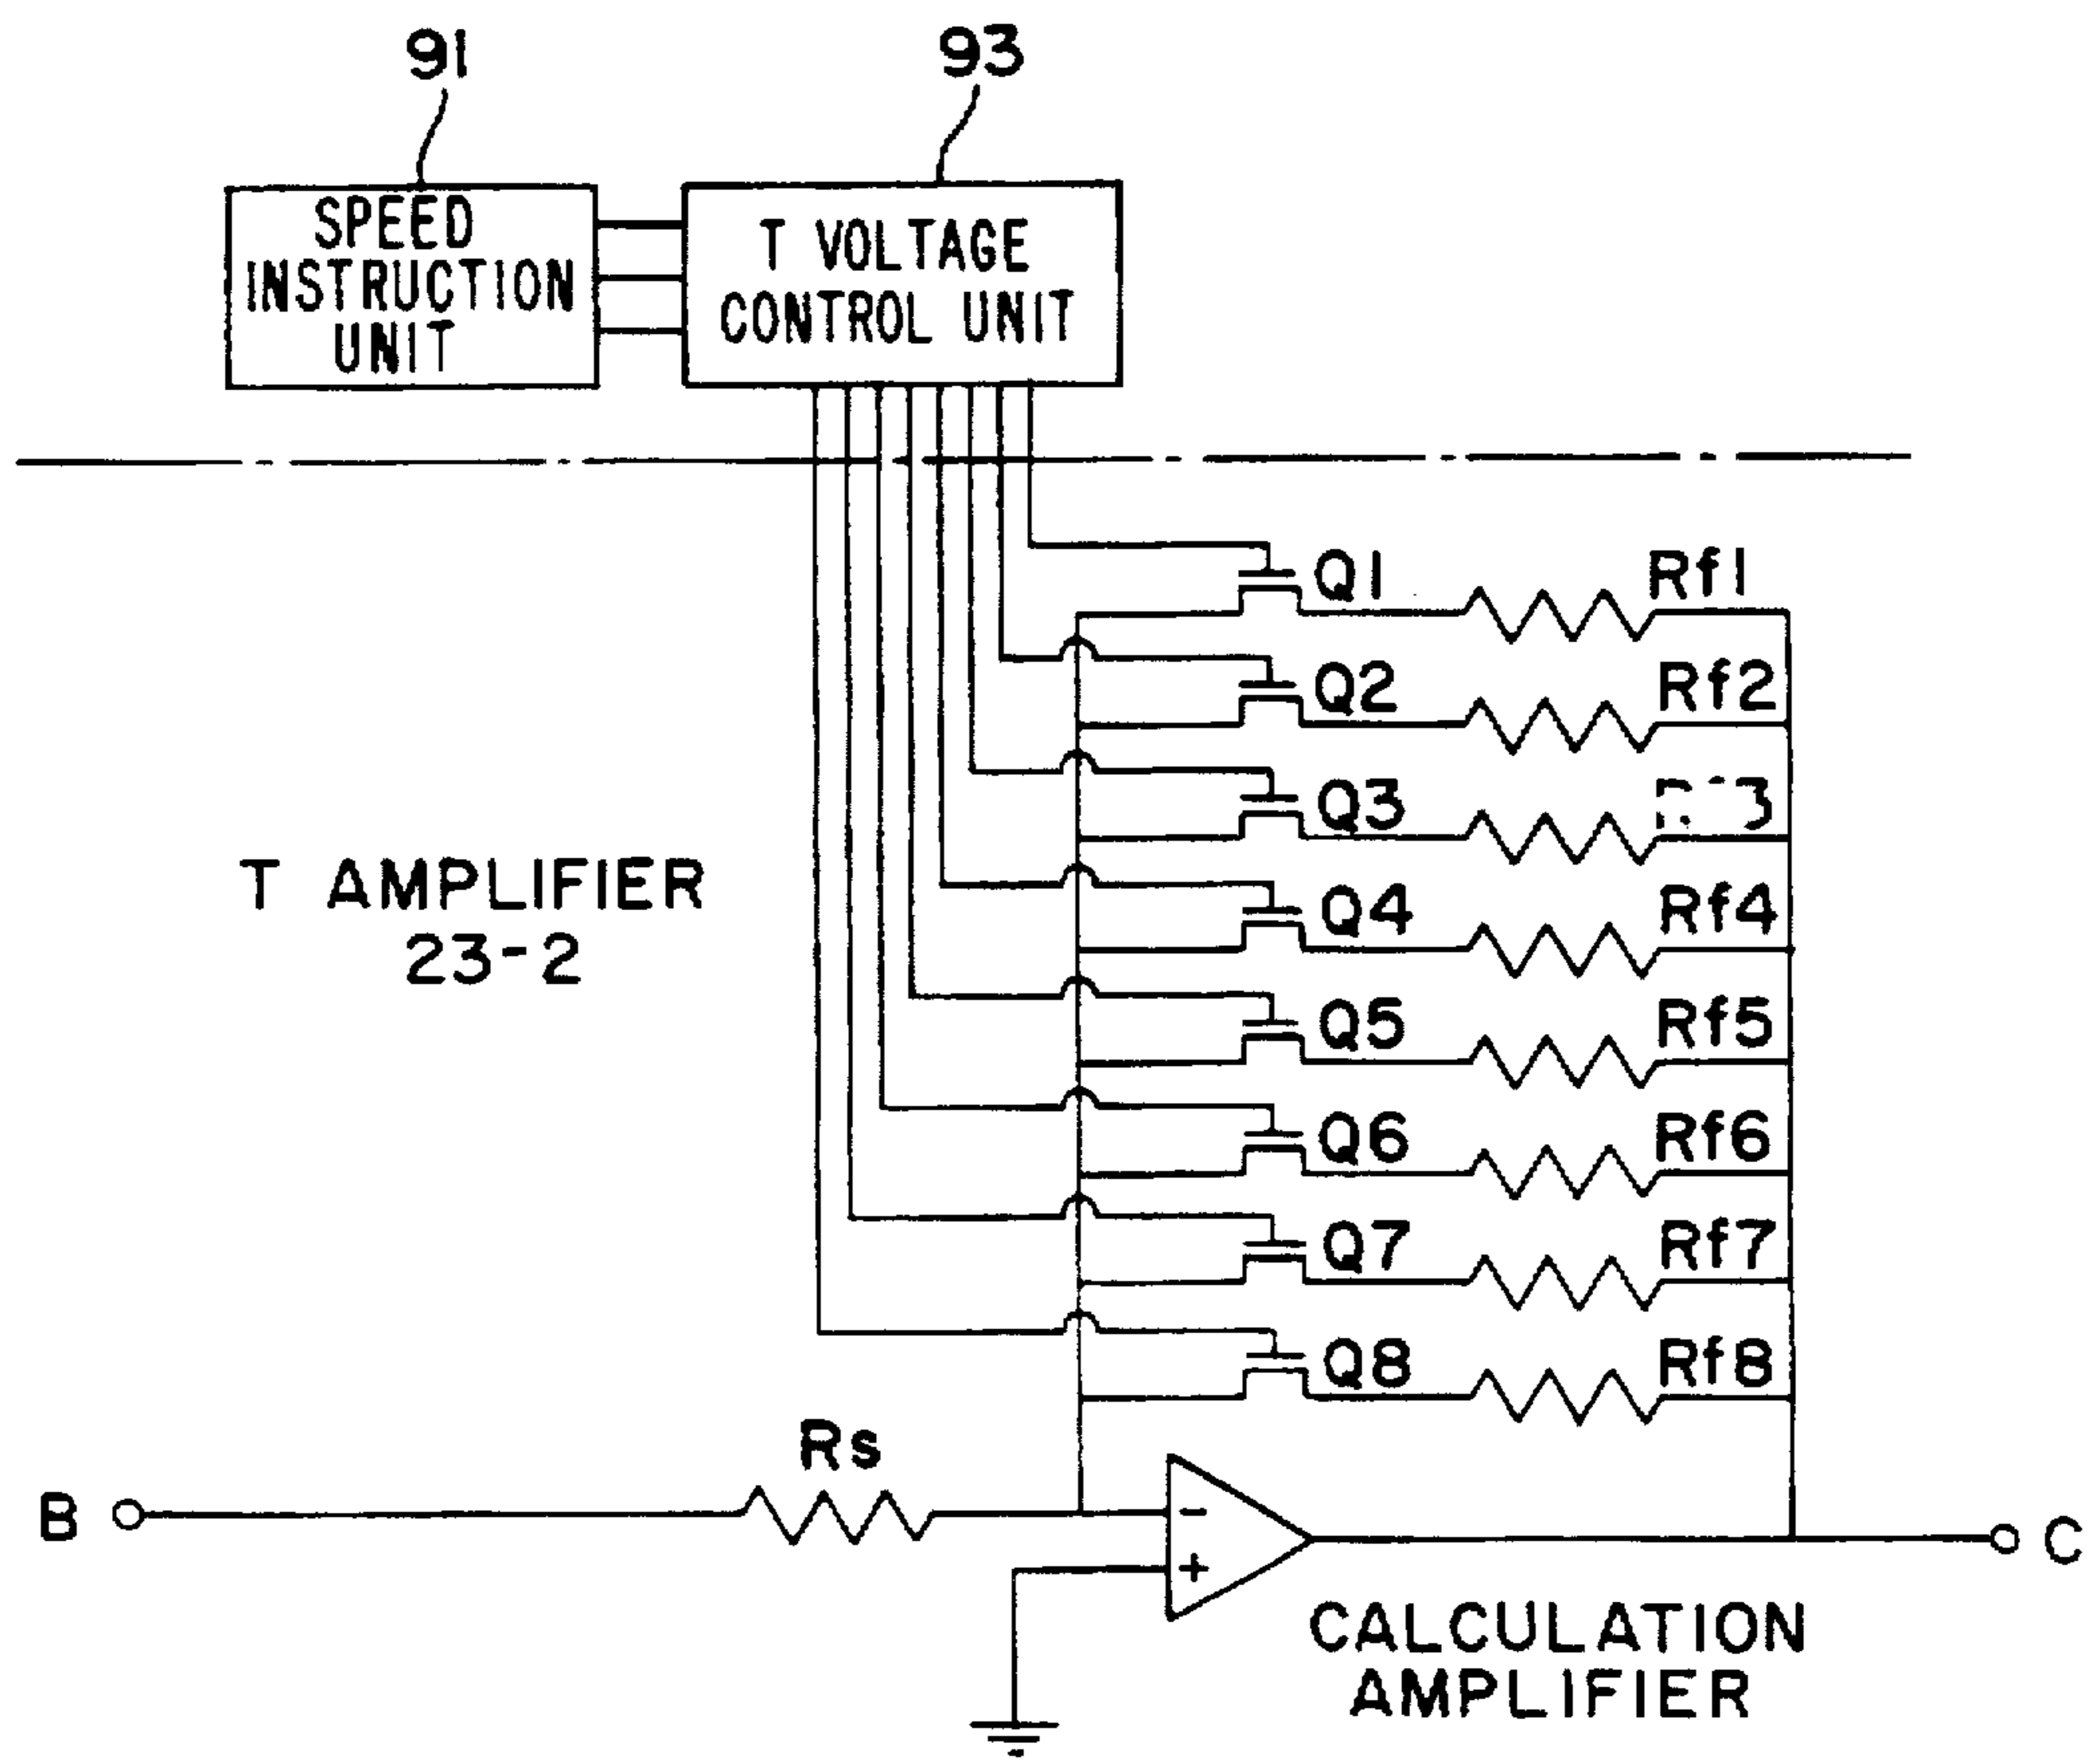 91
93
SPEED
INSTRUCTION
UNIT
T VOLTAGE
CONTROL UNIT
Q1
Rf1
Q2
Rf2
Q3
Q4
Rf4
T AMPLIFIER
23-2
Q5
Rf5
Q6
Rf6
Q7
Rf7
Q8
Rf8
Rs
B
-
+
C
CALCULATION
AMPLIFIER